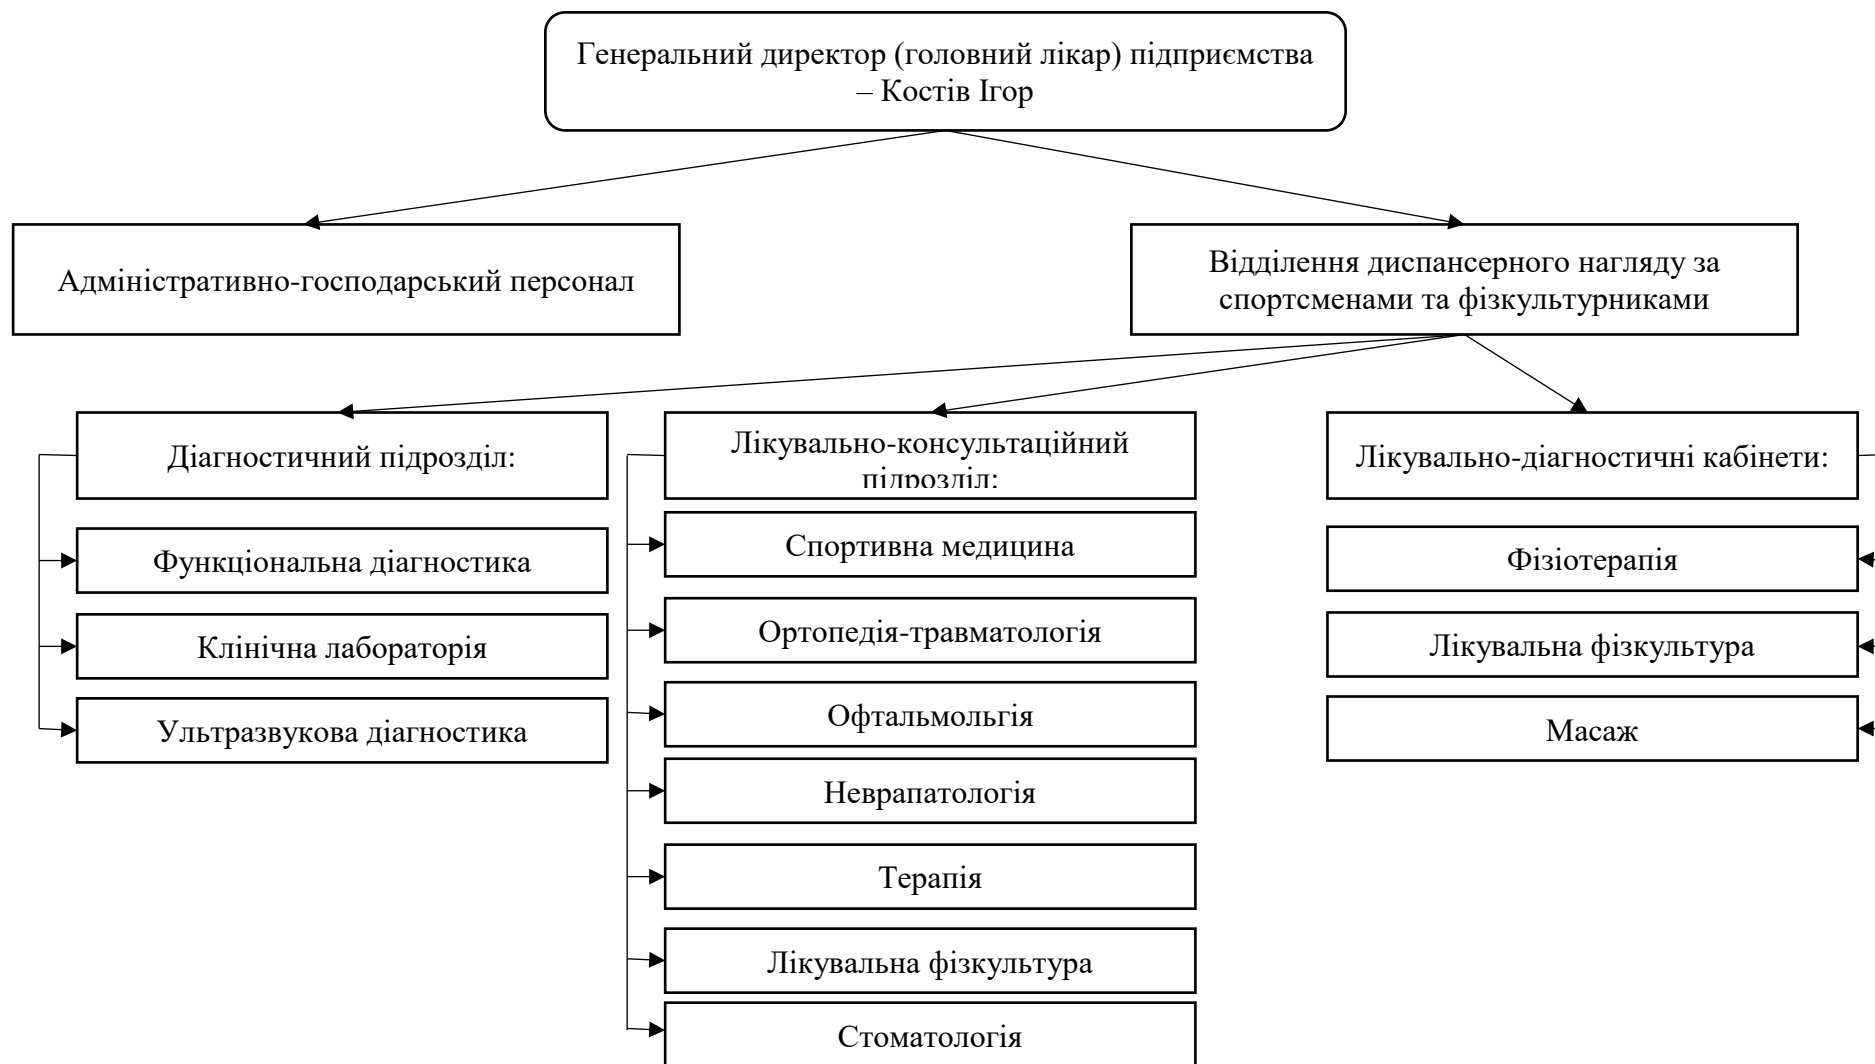 Генеральний директор (головний лікар) підприємства
– Костів Ігор
Адміністративно-господарський персонал
Відділення диспансерного нагляду за
спортсменами та фізкультурниками
Діагностичний підрозділ:
Функціональна діагностика
Клінічна лабораторія
Ультразвукова діагностика
Лікувально-консультаційний
підрозділ:
Спортивна медицина
Ортопедія-травматологія
Офтальмольгія
Неврапатологія
Терапія
Лікувальна фізкультура
Стоматологія
Лікувально-діагностичні кабінети:
Фізіотерапія
Лікувальна фізкультура
Масаж